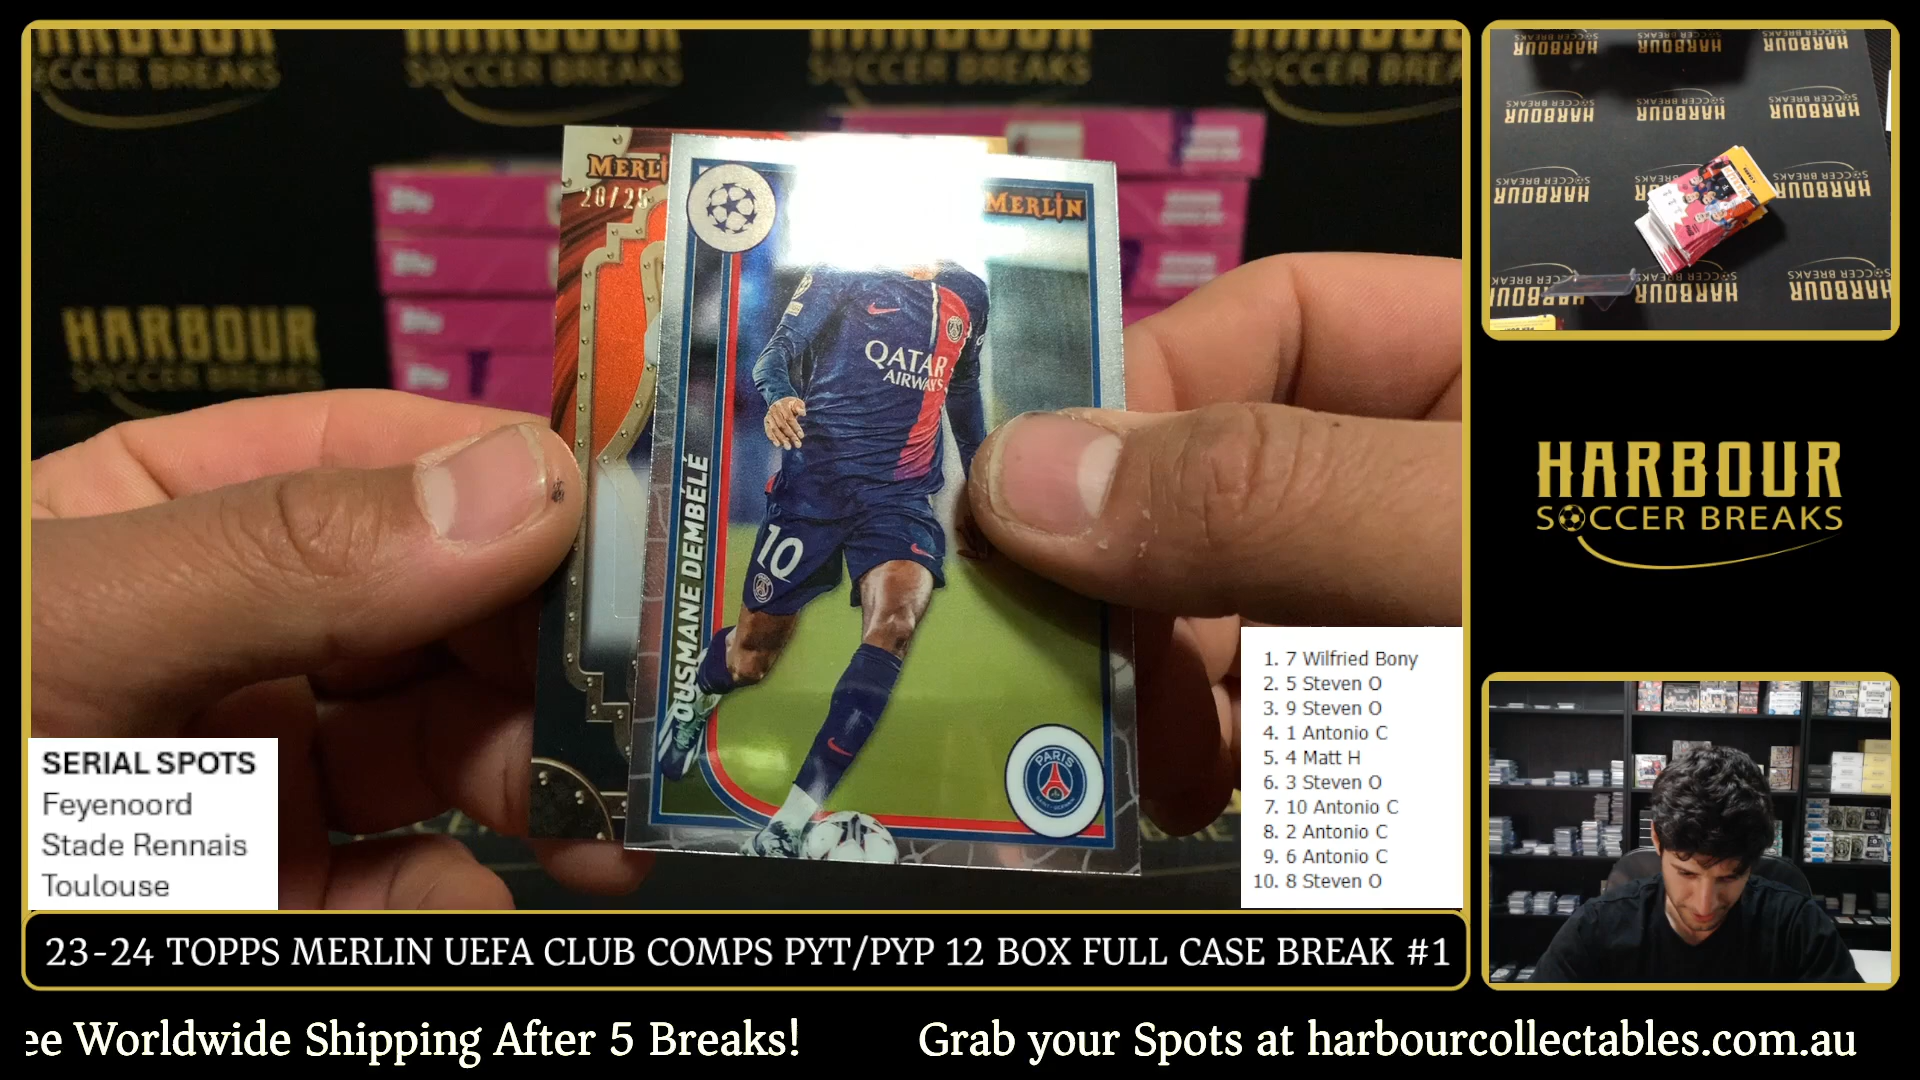 HARBOUR
SOCCER BREAKS
MERLIN
20/25
MERLIN
QATAR
AIRWAYS
10
OUSMANE DEMBÉLÉ
PARIS
HARBOUR
SOCCER BREAKS
HARBOUR
SOCCER BREAKS
SERIAL SPOTS
Feyenoord
Stade Rennais
Toulouse
1. 7 Wilfried Bony
2. 5 Steven O
3. 9 Steven O
4. 1 Antonio C
5. 4 Matt H
6. 3 Steven O
7. 10 Antonio C
8. 2 Antonio C
9. 6 Antonio C
10. 8 Steven O
23-24 TOPPS MERLIN UEFA CLUB COMPS PYT/PYP 12 BOX FULL CASE BREAK #1
ee Worldwide Shipping After 5 Breaks!
Grab your Spots at harbourcollectables.com.au